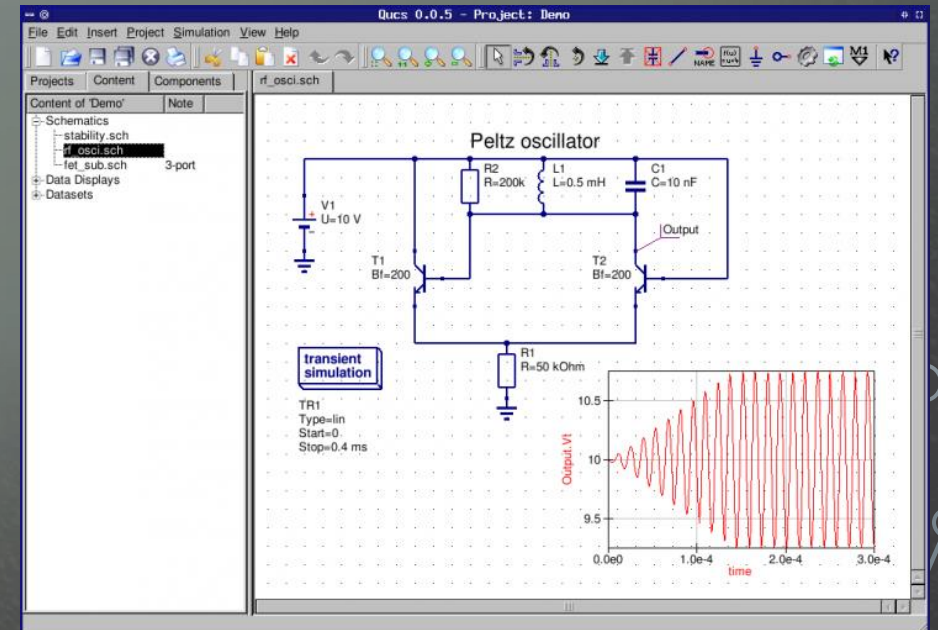 Qucs 0.0.5 - Project: Demo
File Edit Insert Project Simulation View Help
NAME
M1
Projects Content Components
rf_osci.sch
Content of 'Demo' Note
Schematics
stability.sch
rf_osci.sch
fet_sub.sch 3-port
Data Displays
Datasets
Peltz oscillator
R2
R=200k
L1
L=0.5 mH
C1
C=10 nF
V1
U=10 V
+
-
Output
T1
Bf=200
T2
Bf=200
R1
R=50 kOhm
transient
simulation
TR1
Type=lin
Start=0
Stop=0.4 ms
10.5
10
9.5
Output.Vt
0.0e0 1.0e-4 2.0e-4 3.0e-4
time